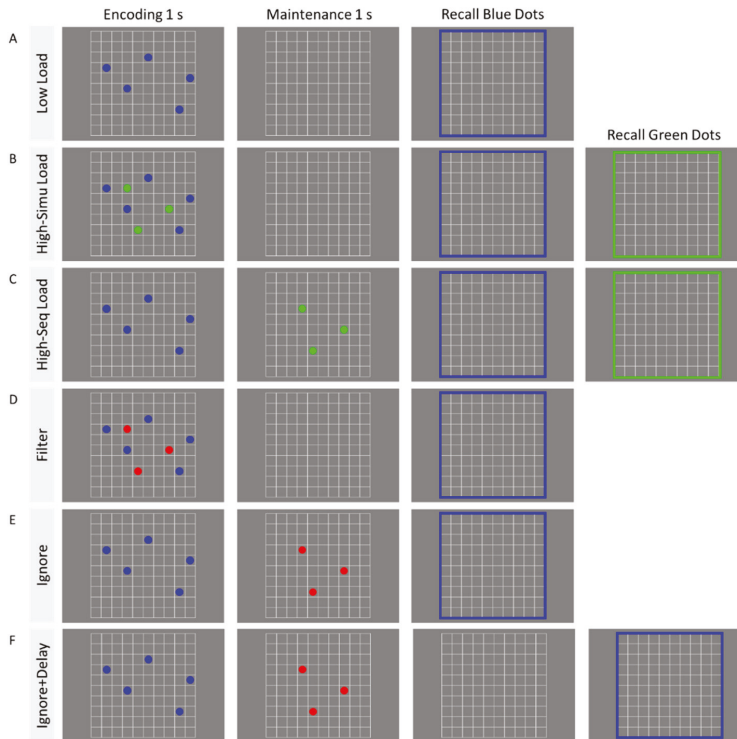 Encoding 1 s Maintenance 1 s Recall Blue Dots
A Low Load
Recall Green Dots
B High-Simu Load
C High-Seq Load
D Filter
E Ignore
F Ignore+Delay